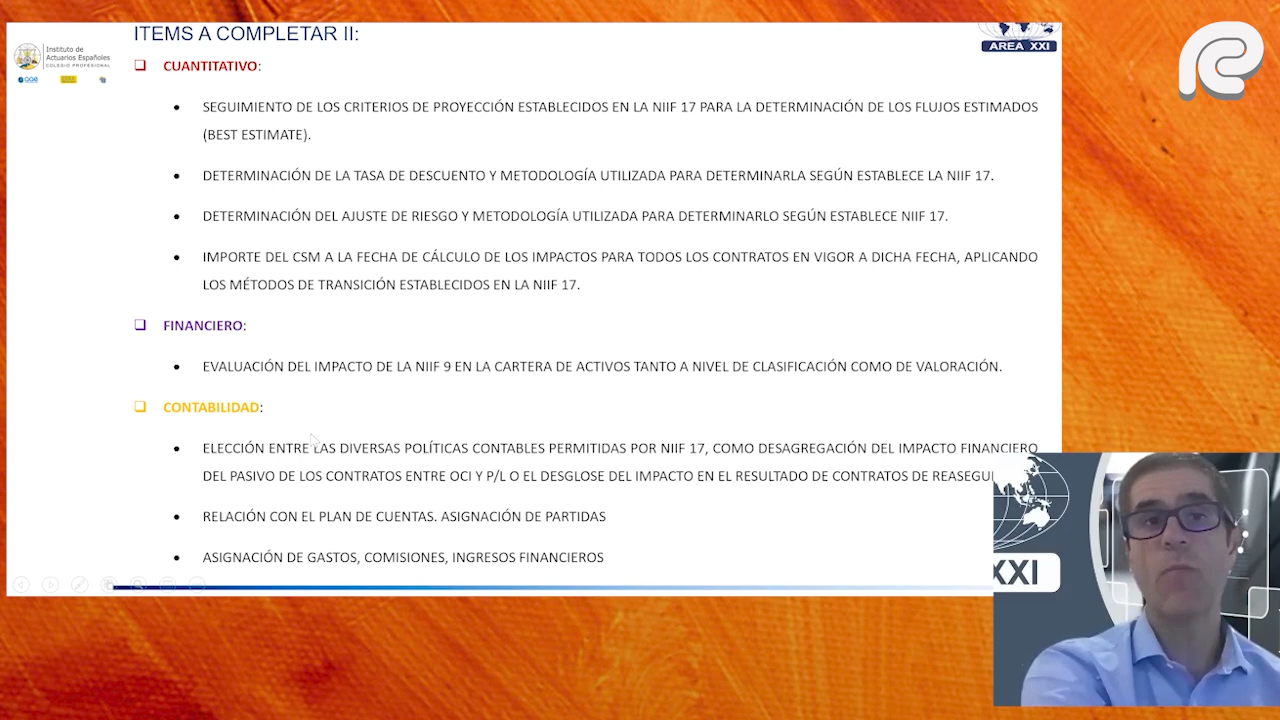 ITEMS A COMPLETAR II:
Instituto de
Actuarios Españoles
COLEGIO PROFESIONAL
AREA XXI
CUANTITATIVO:
SEGUIMIENTO DE LOS CRITERIOS DE PROYECCIÓN ESTABLECIDOS EN LA NIIF 17 PARA LA DETERMINACIÓN DE LOS FLUJOS ESTIMADOS
(BEST ESTIMATE).
DETERMINACIÓN DE LA TASA DE DESCUENTO Y METODOLOGÍA UTILIZADA PARA DETERMINARLA SEGÚN ESTABLECE LA NIIF 17.
DETERMINACIÓN DEL AJUSTE DE RIESGO Y METODOLOGÍA UTILIZADA PARA DETERMINARLO SEGÚN ESTABLECE NIIF 17.
IMPORTE DEL CSM A LA FECHA DE CÁLCULO DE LOS IMPACTOS PARA TODOS LOS CONTRATOS EN VIGOR A DICHA FECHA, APLICANDO
LOS MÉTODOS DE TRANSICIÓN ESTABLECIDOS EN LA NIIF 17.
FINANCIERO:
EVALUACIÓN DEL IMPACTO DE LA NIIF 9 EN LA CARTERA DE ACTIVOS TANTO A NIVEL DE CLASIFICACIÓN COMO DE VALORACIÓN.
CONTABILIDAD:
ELECCIÓN ENTRE LAS DIVERSAS POLÍTICAS CONTABLES PERMITIDAS POR NIIF 17, COMO DESAGREGACIÓN DEL IMPACTO FINANCIERO
DEL PASIVO DE LOS CONTRATOS ENTRE OCI Y P/L O EL DESGLOSE DEL IMPACTO EN EL RESULTADO DE CONTRATOS DE REASEGU
RELACIÓN CON EL PLAN DE CUENTAS. ASIGNACIÓN DE PARTIDAS
ASIGNACIÓN DE GASTOS, COMISIONES, INGRESOS FINANCIEROS
XXI